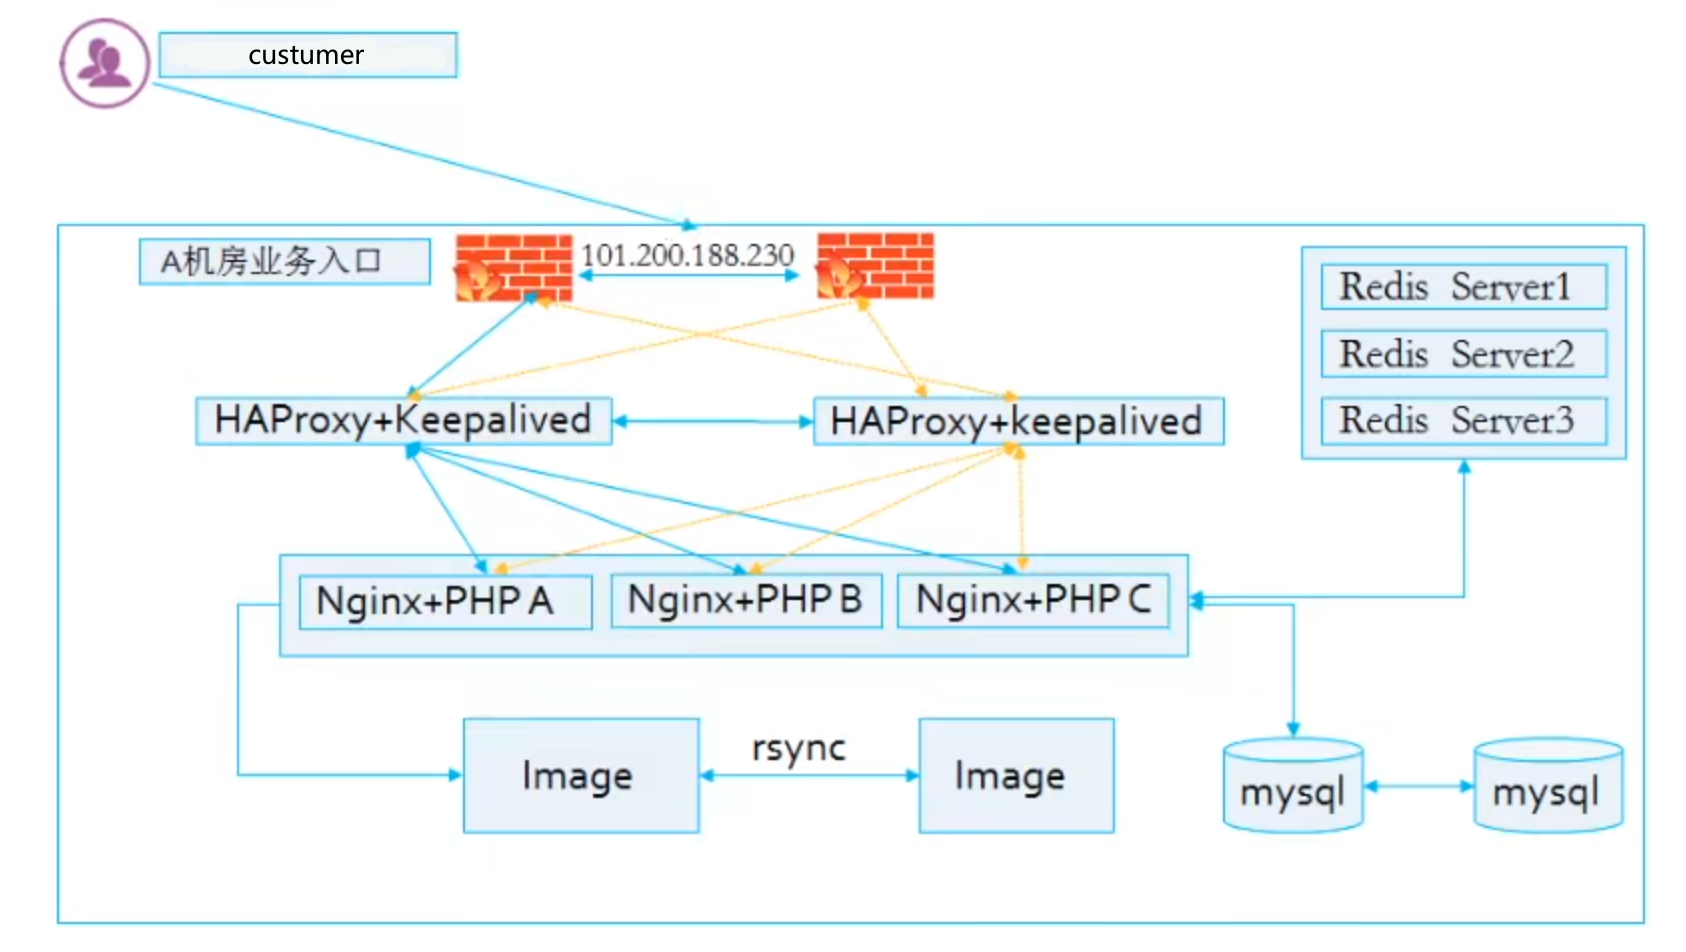 custumer
A机房业务入口
101.200.188.230
Redis Server1
Redis Server2
Redis Server3
HAProxy+Keepalived
HAProxy+keepalived
Nginx+PHP A
Nginx+PHP B
Nginx+PHP C
Image
rsync
Image
mysql
mysql